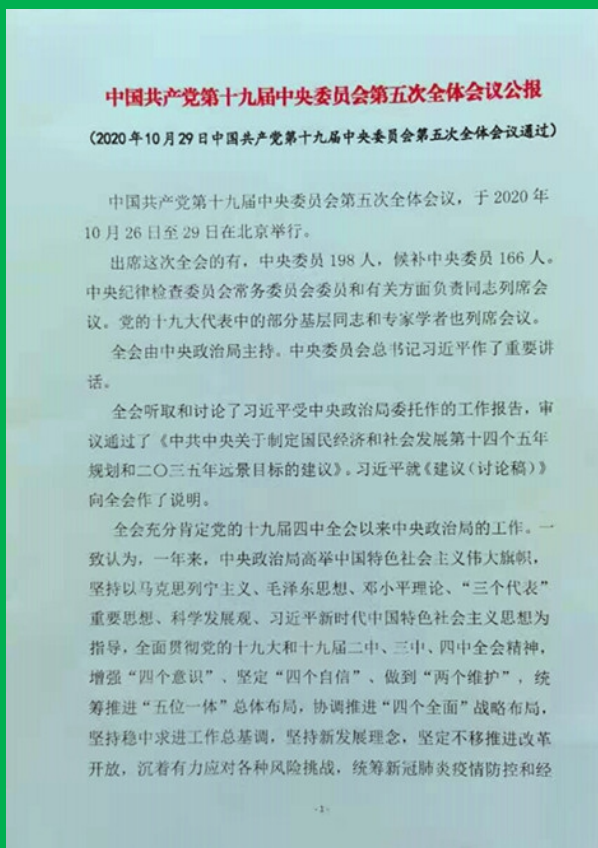 中国共产党第十九届中央委员会第五次全体会议公报
（2020年10月29日中国共产党第十九届中央委员会第五次全体会议通过）
中国共产党第十九届中央委员会第五次全体会议，于2020年
10月26日至29日在北京举行。
出席这次全会的有，中央委员198人，候补中央委员166人。
中央纪律检查委员会常务委员会委员和有关方面负责同志列席会
议。党的十九大代表中的部分基层同志和专家学者也列席会议。
全会由中央政治局主持。中央委员会总书记习近平作了重要讲
话。
全会听取和讨论了习近平受中央政治局委托作的工作报告，审
议通过了《中共中央关于制定国民经济和社会发展第十四个五年
规划和二〇三五年远景目标的建议》。习近平就《建议（讨论稿）》
向全会作了说明。
全会充分肯定党的十九届四中全会以来中央政治局的工作。一
致认为，一年来，中央政治局高举中国特色社会主义伟大旗帜，
坚持以马克思列宁主义、毛泽东思想、邓小平理论、“三个代表”
重要思想、科学发展观、习近平新时代中国特色社会主义思想为
指导，全面贯彻党的十九大和十九届二中、三中、四中全会精神，
增强“四个意识”、坚定“四个自信”、做到“两个维护”，统
筹推进“五位一体”总体布局，协调推进“四个全面”战略布局，
坚持稳中求进工作总基调，坚持新发展理念，坚定不移推进改革
开放，沉着有力应对各种风险挑战，统筹新冠肺炎疫情防控和经
-1-